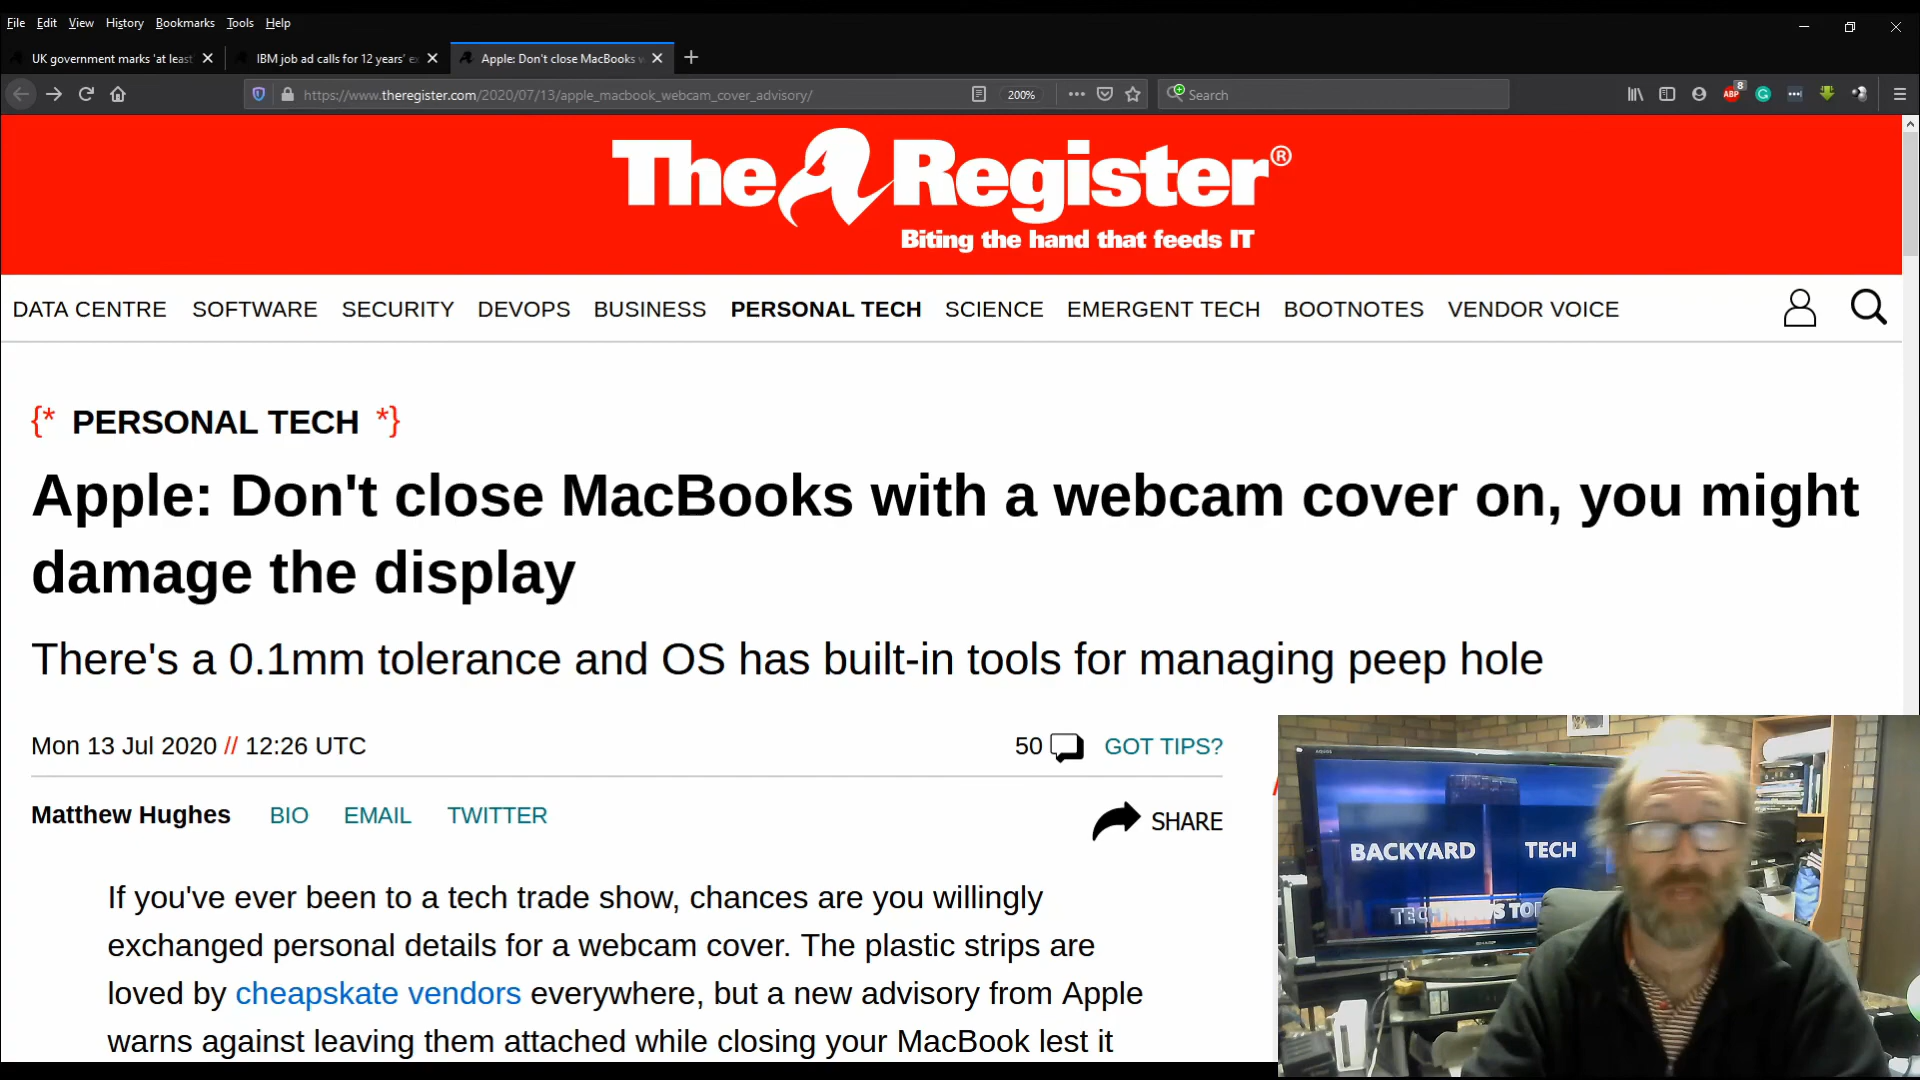 File Edit View History Bookmarks Tools Help
UK government marks 'at least
IBM job ad calls for 12 years' e
Apple: Don't close MacBooks w
https://www.theregister.com/2020/07/13/apple_macbook_webcam_cover_advisory/
200%
Search
ABP
8
The Register®
Biting the hand that feeds IT
DATA CENTRE SOFTWARE SECURITY DEVOPS BUSINESS PERSONAL TECH SCIENCE EMERGENT TECH BOOTNOTES VENDOR VOICE
{* PERSONAL TECH *}
Apple: Don't close MacBooks with a webcam cover on, you might
damage the display
There's a 0.1mm tolerance and OS has built-in tools for managing peep hole
Mon 13 Jul 2020 // 12:26 UTC
50 GOT TIPS?
Matthew Hughes BIO EMAIL TWITTER
SHARE
If you've ever been to a tech trade show, chances are you willingly
exchanged personal details for a webcam cover. The plastic strips are
loved by cheapskate vendors everywhere, but a new advisory from Apple
warns against leaving them attached while closing your MacBook lest it
BACKYARD TECH
TECH NEWS TO
SHARP